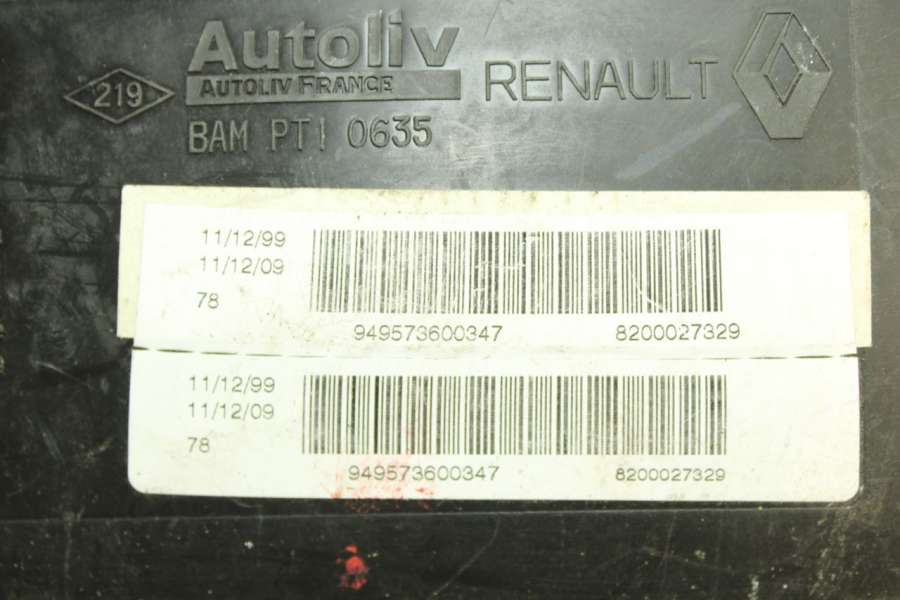 Autoliv
AUTOLIV FRANCE
RENAULT
219
BAM PT1 0635
11/12/99
11/12/09
78
949573600347 8200027329
11/12/99
11/12/09
78
949573600347 8200027329